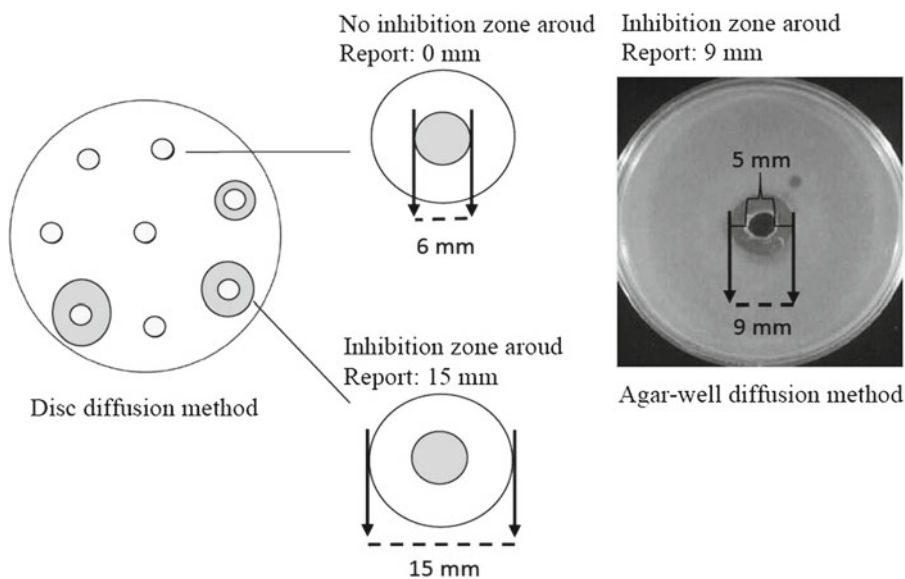 No inhibition zone aroud
Report: 0 mm
6 mm
Disc diffusion method
Inhibition zone aroud
Report: 15 mm
15 mm
Inhibition zone aroud
Report: 9 mm
5 mm
9 mm
Agar-well diffusion method